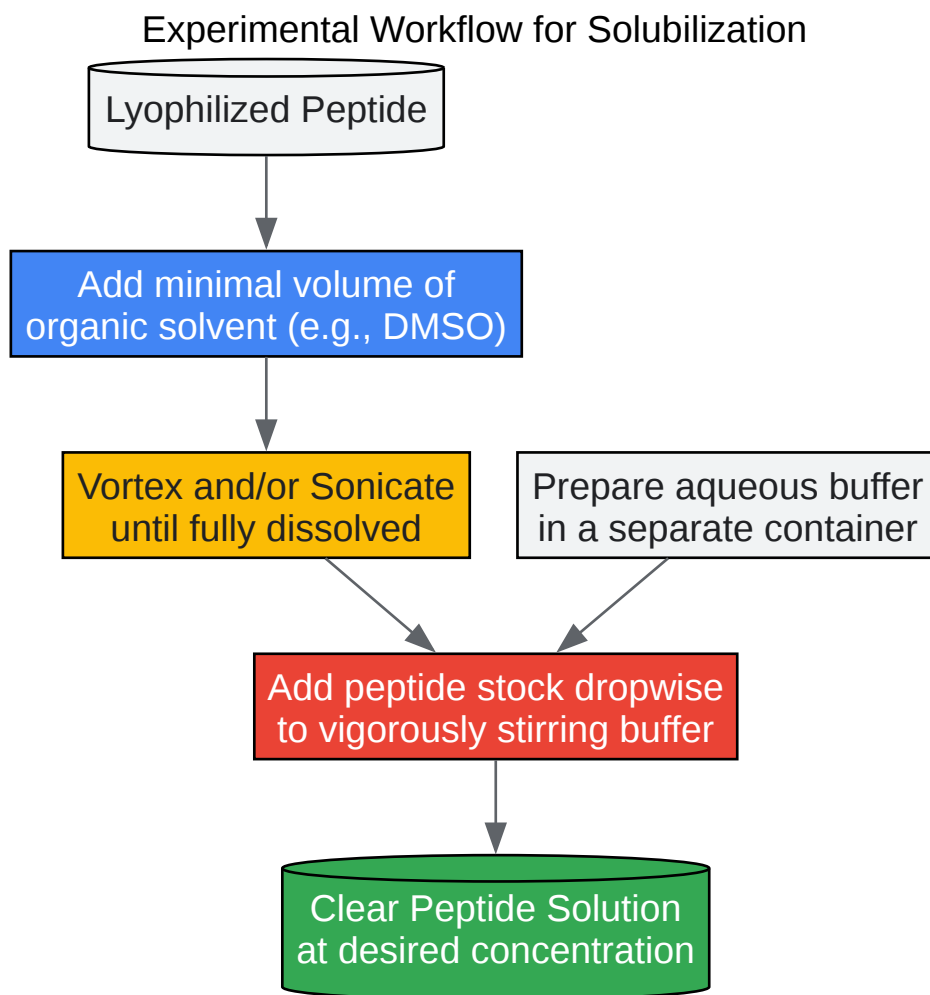 Experimental Workflow for Solubilization
Lyophilized Peptide
Add minimal volume of
organic solvent (e.g., DMSO)
Vortex and/or Sonicate
until fully dissolved
Prepare aqueous buffer
in a separate container
Add peptide stock dropwise
to vigorously stirring buffer
Clear Peptide Solution
at desired concentration